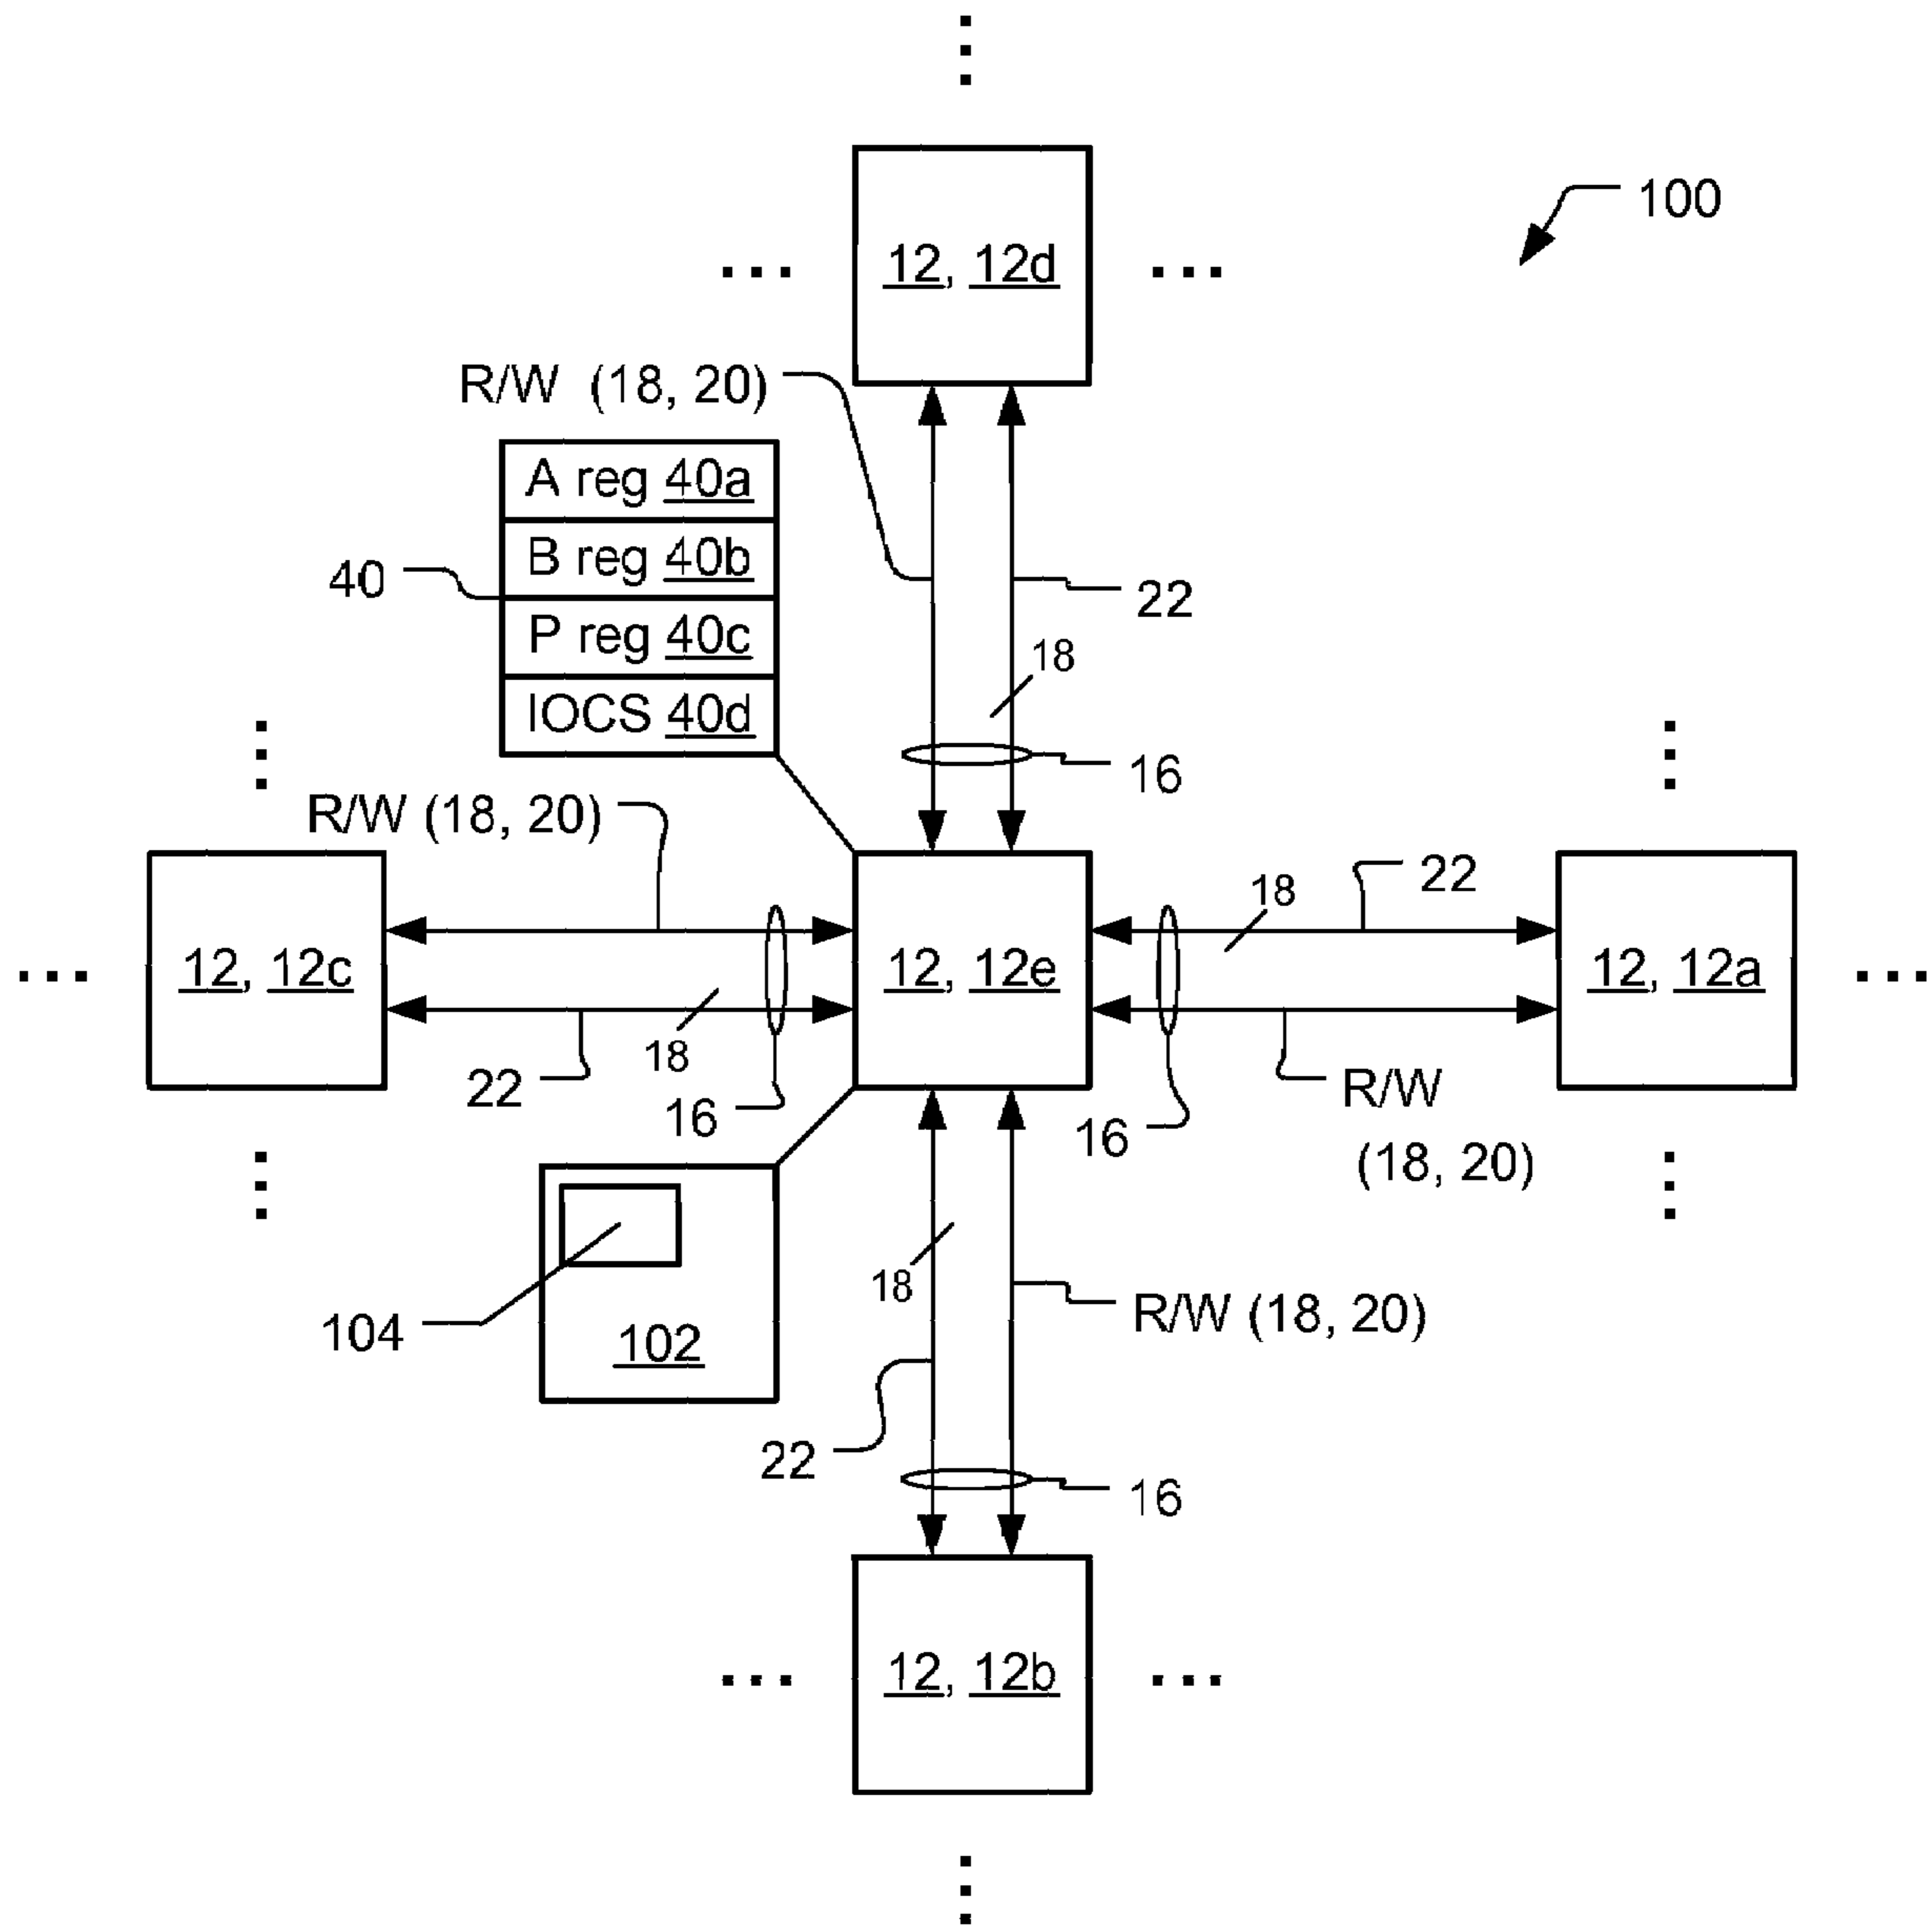 100
12, 12d
R/W (18, 20)
A reg 40a
B reg 40b
40
22
P reg 40c
18
IOCS 40d
16
R/W (18, 20)
22
18
12, 12c
12, 12e
12, 12a
18
22
16
16
R/W
(18, 20)
18
104
102
R/W (18, 20)
22
16
12, 12b